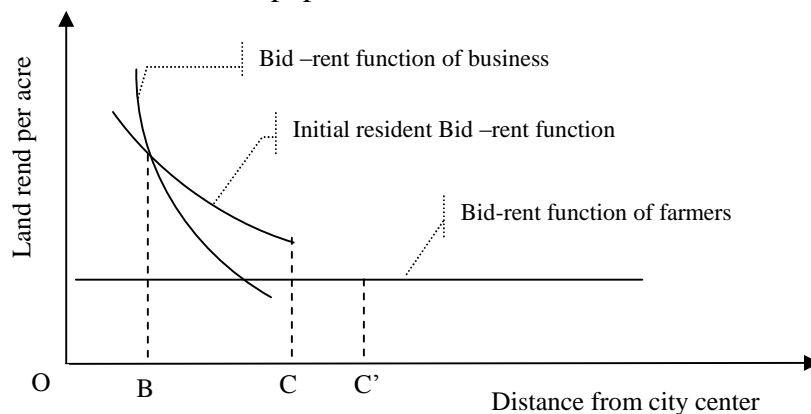 Bid –rent function of business
Initial resident Bid –rent function
Bid-rent function of farmers
Land rend per acre
O
B
C
C’
Distance from city center